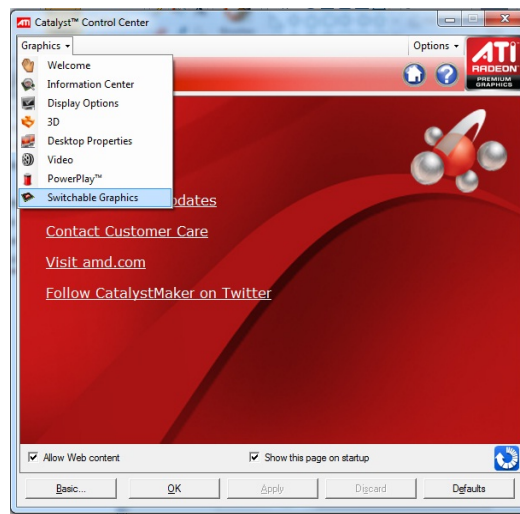 Catalyst™ Control Center
Graphics Options
ATI
RADEON
PREMIUM
GRAPHICS
Welcome
Information Center
Display Options
3D
Desktop Properties
Video
PowerPlay™
Switchable Graphics
pdates
Contact Customer Care
Visit amd.com
Follow CatalystMaker on Twitter
Allow Web content Show this page on startup
Basic... OK Apply Discard Defaults